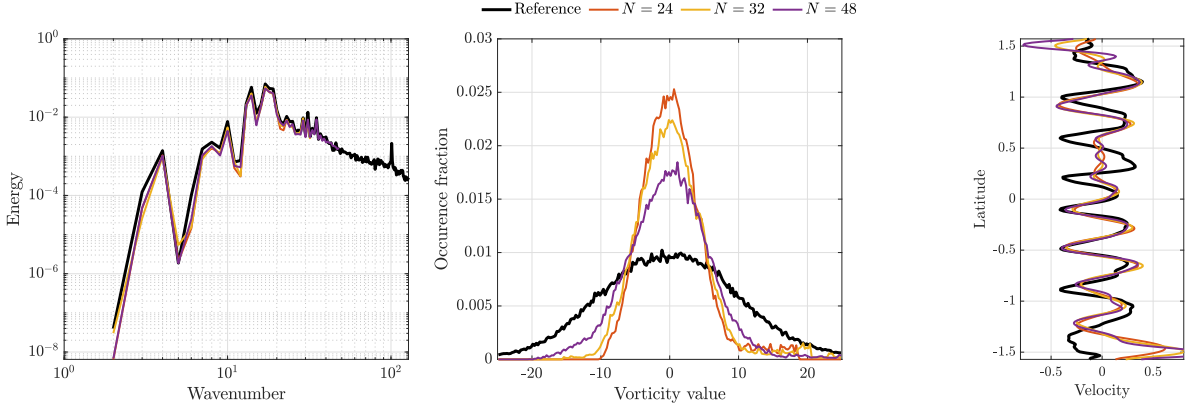 Reference N = 24 N = 32 N = 48
10^0
10^-2
10^-4
10^-6
10^-8
Energy
10^0 10^1 10^2
Wavenumber
0.03
0.025
0.02
0.015
0.01
0.005
0
Occurence fraction
-20 -10 0 10 20
Vorticity value
1.5
1
0.5
0
-0.5
-1
-1.5
Latitude
-0.5 0 0.5
Velocity